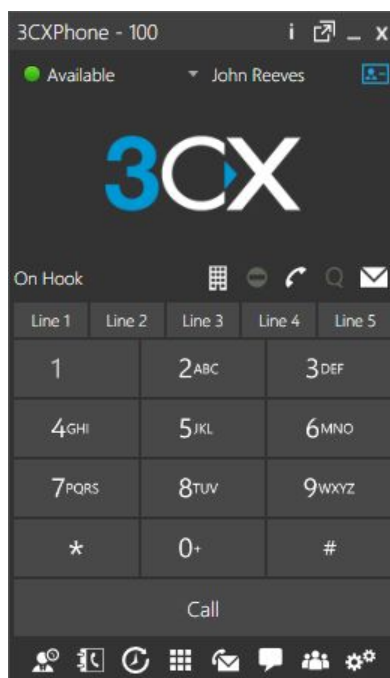 3CXPhone - 100
Available John Reeves
3CX
On Hook
Line 1 Line 2 Line 3 Line 4 Line 5
1 2ABC 3DEF
4GHI 5JKL 6MNO
7PQRS 8TUV 9WXYZ
* 0+ #
Call